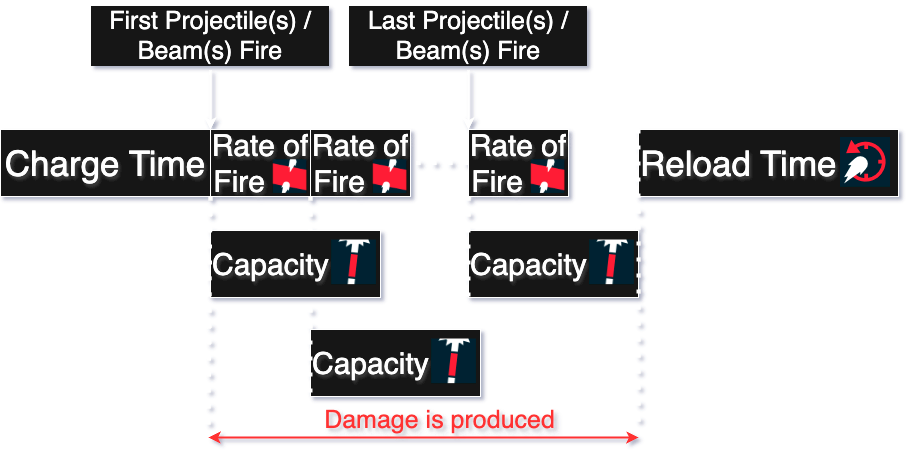 First Projectile(s) /
Beam(s) Fire
Last Projectile(s) /
Beam(s) Fire
Charge Time
Rate of
Fire
Rate of
Fire
Rate of
Fire
Reload Time
Capacity
Capacity
Capacity
Damage is produced